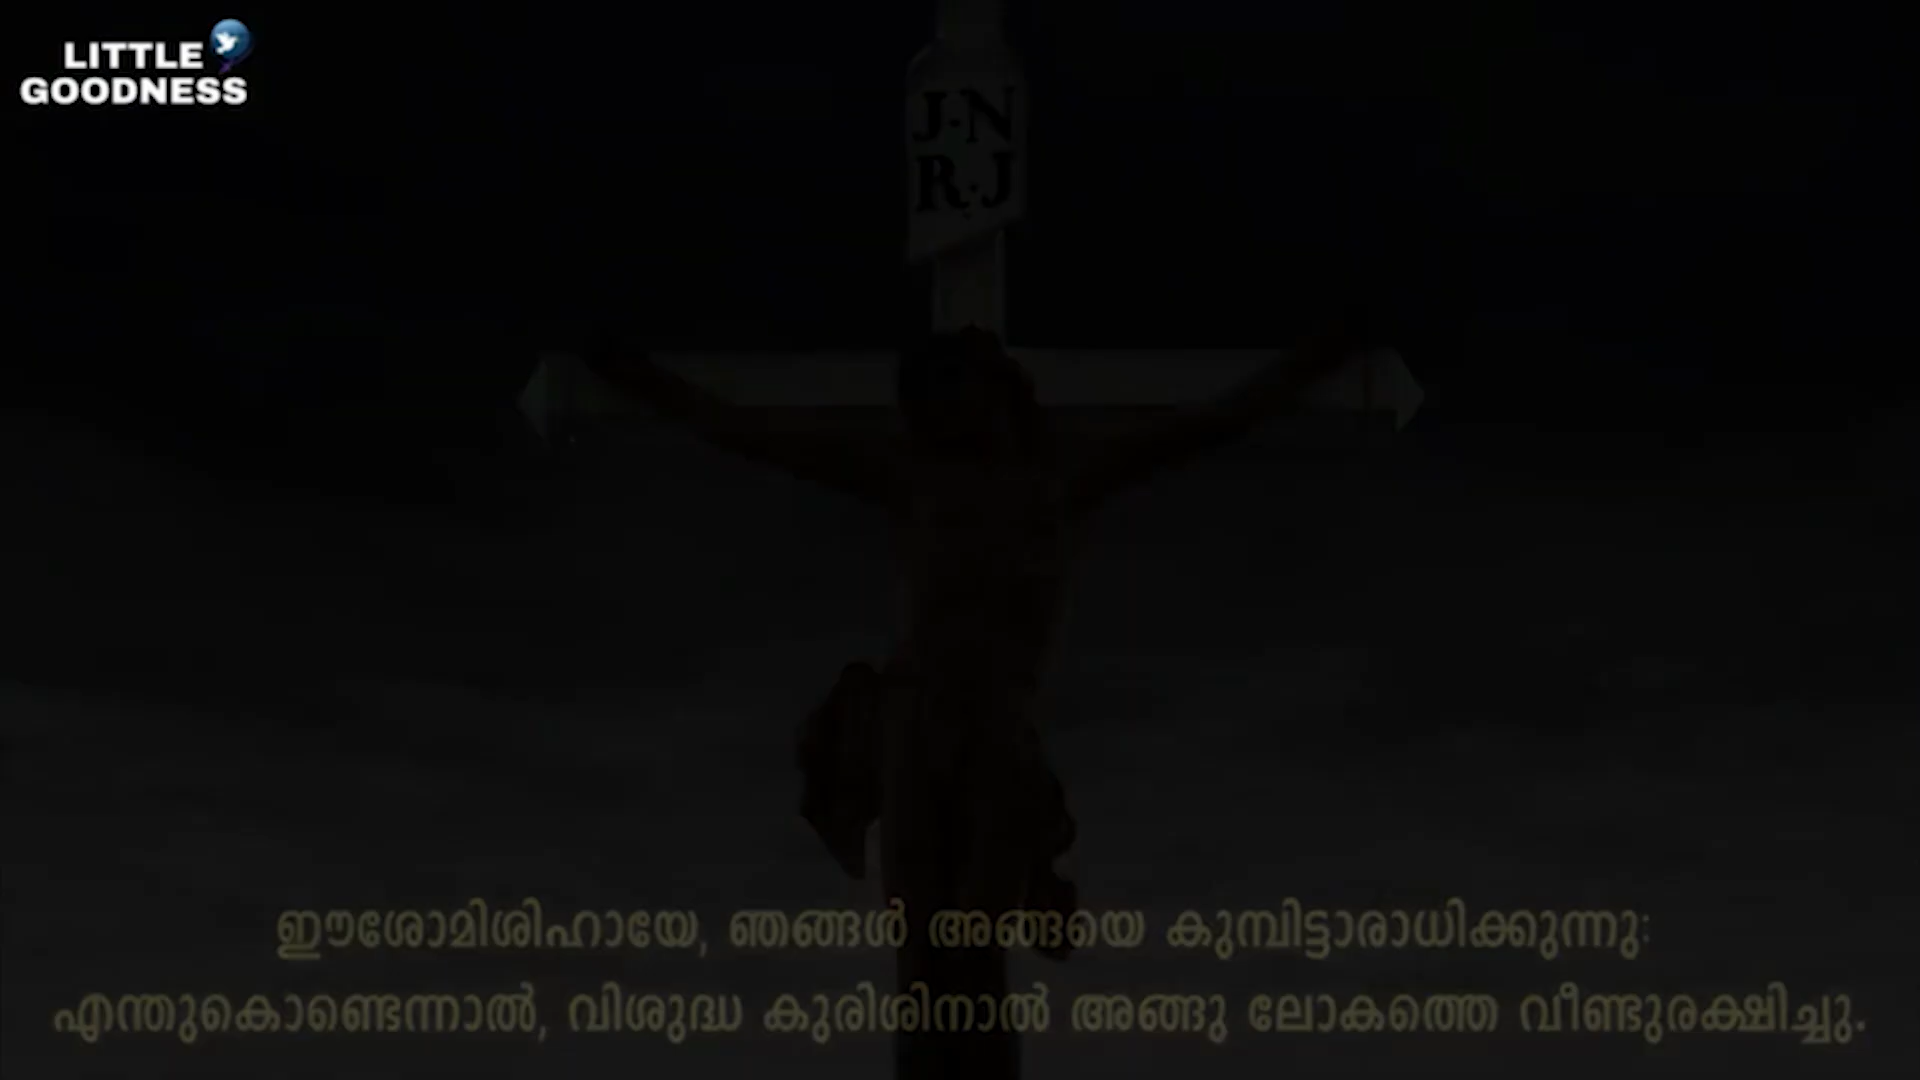 LITTLE
GOODNESS
J·N
R·J
ഈശോമിശിഹായേ, ഞങ്ങൾ അങ്ങയെ കുമ്പിട്ടാരാധിക്കുന്നു:
എന്തുകൊണ്ടെന്നാൽ, വിശുദ്ധ കുരിശിനാൽ അങ്ങു ലോകത്തെ വീണ്ടുരക്ഷിച്ചു.